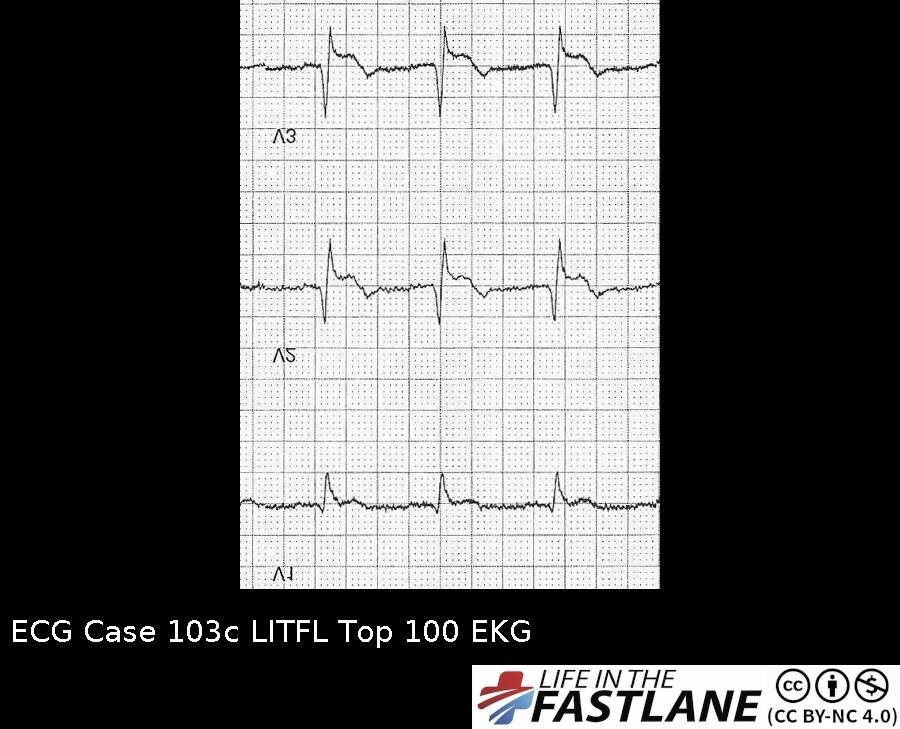 V3
V2
V1
ECG Case 103c LITFL Top 100 EKG
LIFE IN THE
FASTLANE
cc
$
(CC BY-NC 4.0)